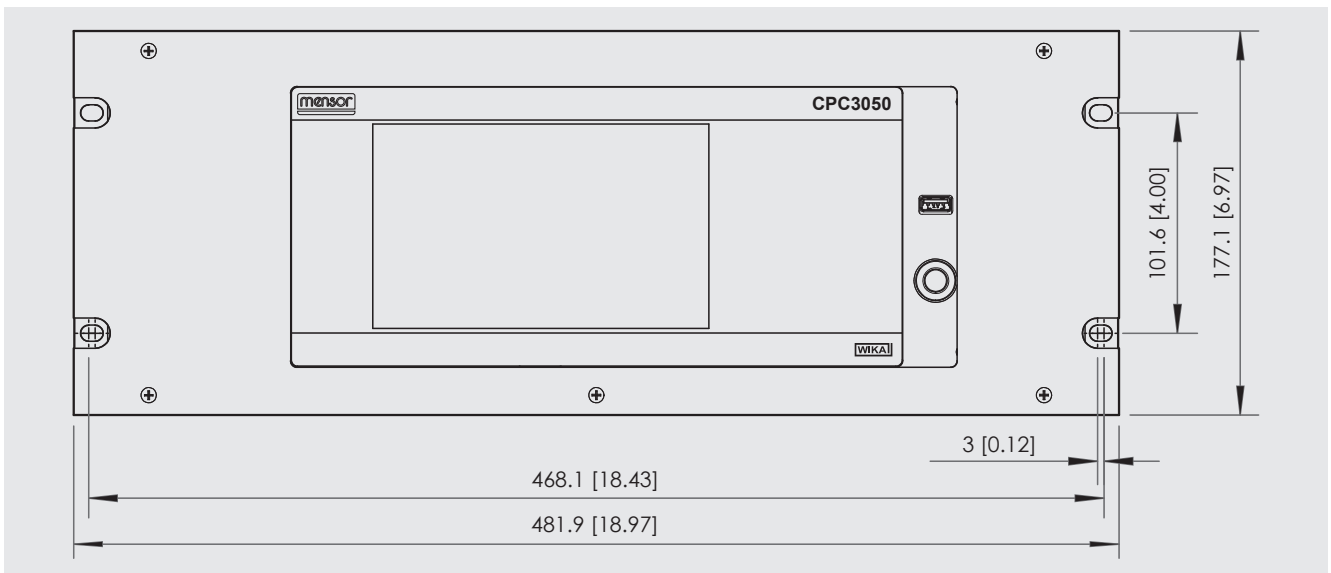 mensor
CPC3050
101.6 [4.00]
177.1 [6.97]
WIKA
3 [0.12]
468.1 [18.43]
481.9 [18.97]